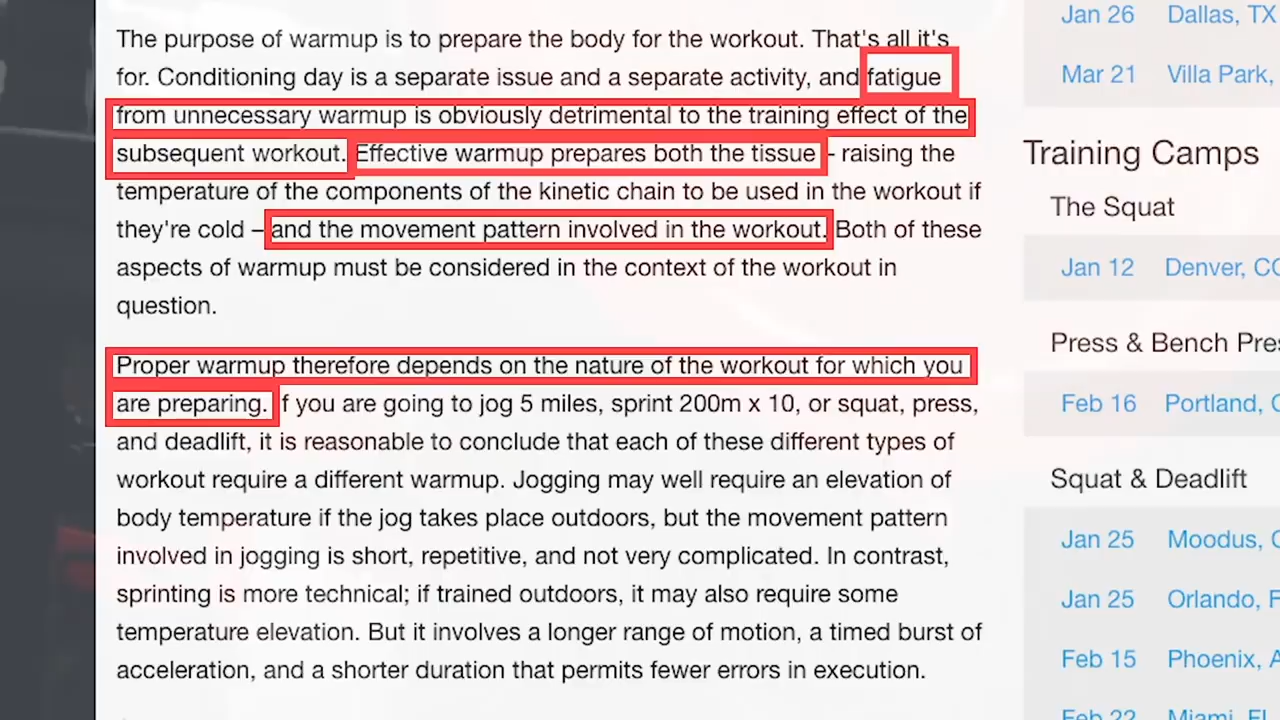 The purpose of warmup is to prepare the body for the workout. That's all it's
for. Conditioning day is a separate issue and a separate activity, and fatigue
from unnecessary warmup is obviously detrimental to the training effect of the
subsequent workout. Effective warmup prepares both the tissue - raising the
temperature of the components of the kinetic chain to be used in the workout if
they're cold – and the movement pattern involved in the workout. Both of these
aspects of warmup must be considered in the context of the workout in
question.
Proper warmup therefore depends on the nature of the workout for which you
are preparing. If you are going to jog 5 miles, sprint 200m x 10, or squat, press,
and deadlift, it is reasonable to conclude that each of these different types of
workout require a different warmup. Jogging may well require an elevation of
body temperature if the jog takes place outdoors, but the movement pattern
involved in jogging is short, repetitive, and not very complicated. In contrast,
sprinting is more technical; if trained outdoors, it may also require some
temperature elevation. But it involves a longer range of motion, a timed burst of
acceleration, and a shorter duration that permits fewer errors in execution.
Jan 26 Dallas, TX
Mar 21 Villa Park,
Training Camps
The Squat
Jan 12 Denver, CO
Press & Bench Pres
Feb 16 Portland,
Squat & Deadlift
Jan 25 Moodus,
Jan 25 Orlando, F
Feb 15 Phoenix, A
Feb 22 Miami, FL